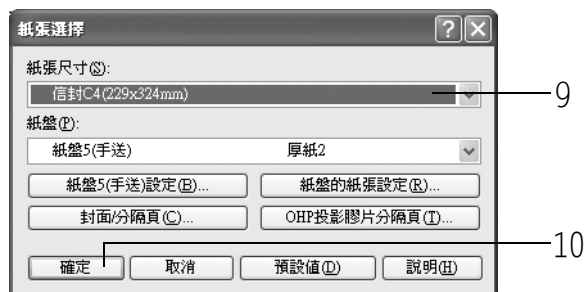 紙張選擇
紙張尺寸(S):
信封C4(229x324mm) 9
紙盤(P):
紙盤5(手送) 厚紙2
紙盤5(手送)設定(B)... 紙盤的紙張設定(R)...
封面/分隔頁(C)... OHP投影膠片分隔頁(T)...
10
確定 取消 預設值(D) 說明(H)